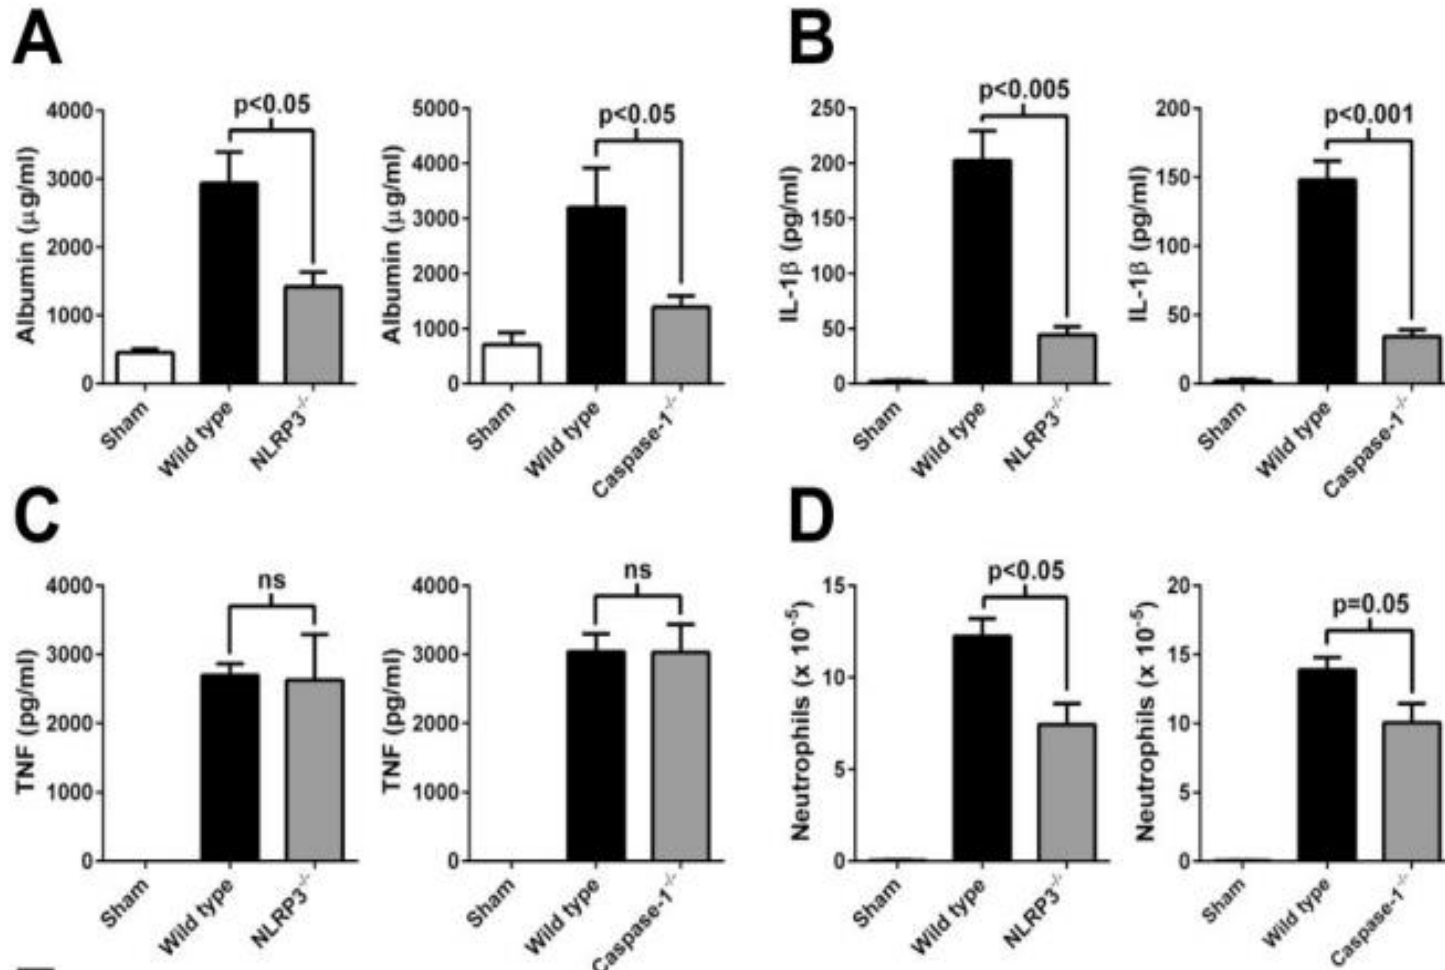 A
Albumin (μg/ml)
4000
3000
2000
1000
0
p<0.05
Sham
Wild type
NLRP3-/-
Albumin (μg/ml)
5000
4000
3000
2000
1000
0
p<0.05
Sham
Wild type
Caspase-1-/-
B
IL-1β (pg/ml)
250
200
150
100
50
0
p<0.005
Sham
Wild type
NLRP3-/-
IL-1β (pg/ml)
200
150
100
50
0
p<0.001
Sham
Wild type
Caspase-1-/-
C
TNF (pg/ml)
4000
3000
2000
1000
0
ns
Sham
Wild type
NLRP3-/-
TNF (pg/ml)
4000
3000
2000
1000
0
ns
Sham
Wild type
Caspase-1-/-
D
Neutrophils (x 10-5)
15
10
5
0
p<0.05
Sham
Wild type
NLRP3-/-
Neutrophils (x 10-5)
20
15
10
5
0
p=0.05
Sham
Wild type
Caspase-1-/-